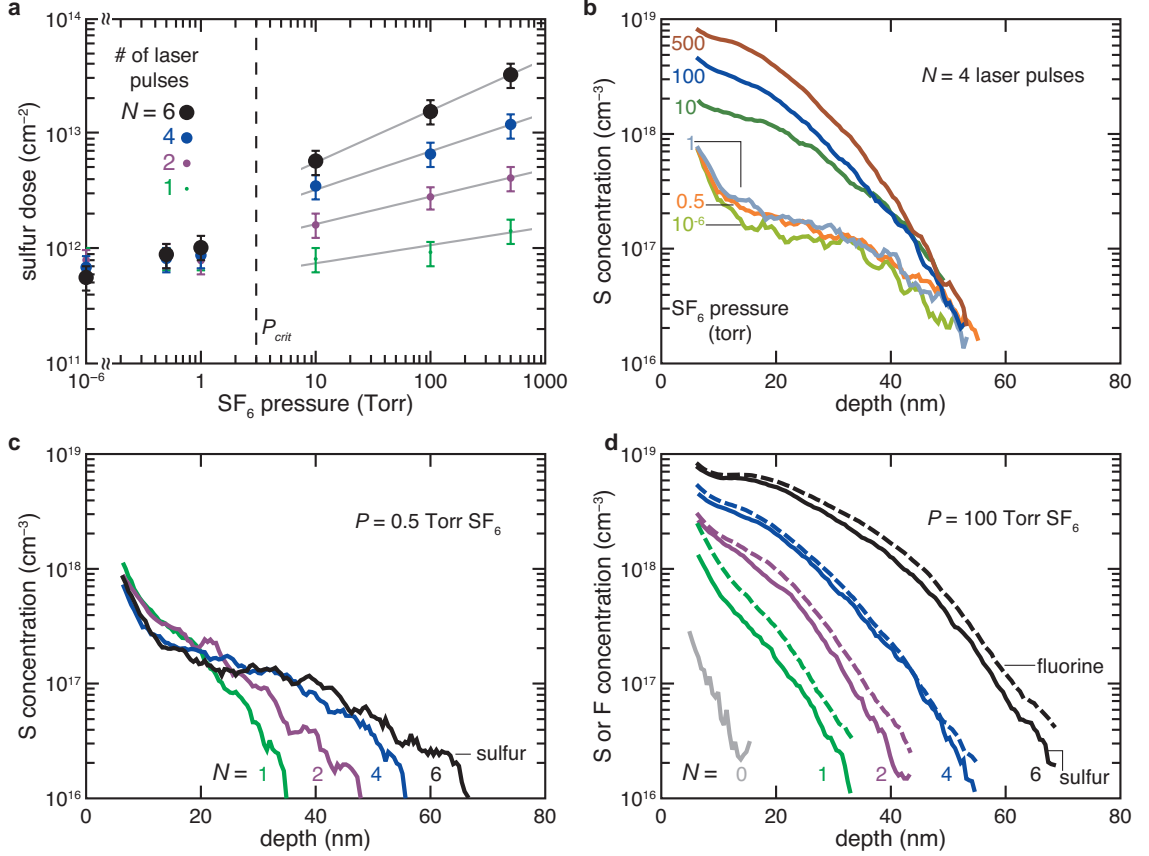 a
10¹⁴
10¹³
10¹²
10¹¹
sulfur dose (cm⁻²)
# of laser
pulses
N = 6
4
2
1
P_crit
10⁻⁶ 1 10 100 1000
SF₆ pressure (Torr)
b
10¹⁹
10¹⁸
10¹⁷
10¹⁶
S concentration (cm⁻³)
500
100
10
1
0.5
10⁻⁶
N = 4 laser pulses
SF₆ pressure
(torr)
0 20 40 60 80
depth (nm)
c
10¹⁹
10¹⁸
10¹⁷
10¹⁶
S concentration (cm⁻³)
P = 0.5 Torr SF₆
sulfur
N = 1 2 4 6
0 20 40 60 80
depth (nm)
d
10¹⁹
10¹⁸
10¹⁷
10¹⁶
S or F concentration (cm⁻³)
P = 100 Torr SF₆
fluorine
N = 0 1 2 4 6
sulfur
0 20 40 60 80
depth (nm)